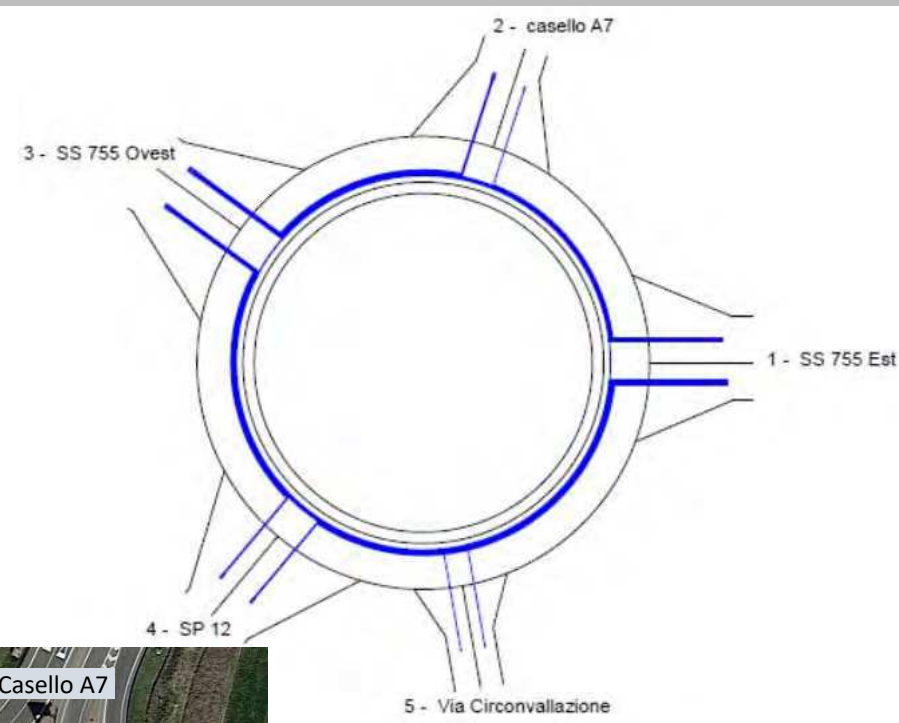 2 - casello A7
3 - SS 755 Ovest
1 - SS 755 Est
4 - SP 12
Casello A7
5 - Via Circonvallazione